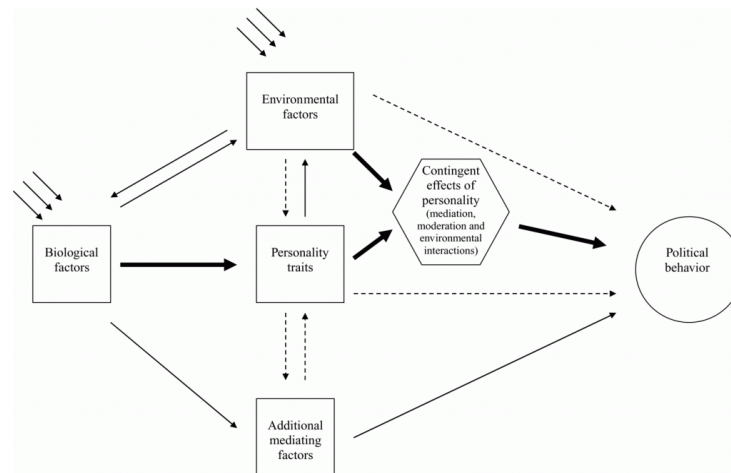 Environmental
factors
Contingent
effects of
personality
(mediation,
moderation and
environmental
interactions)
Biological
factors
Personality
traits
Political
behavior
Additional
mediating
factors